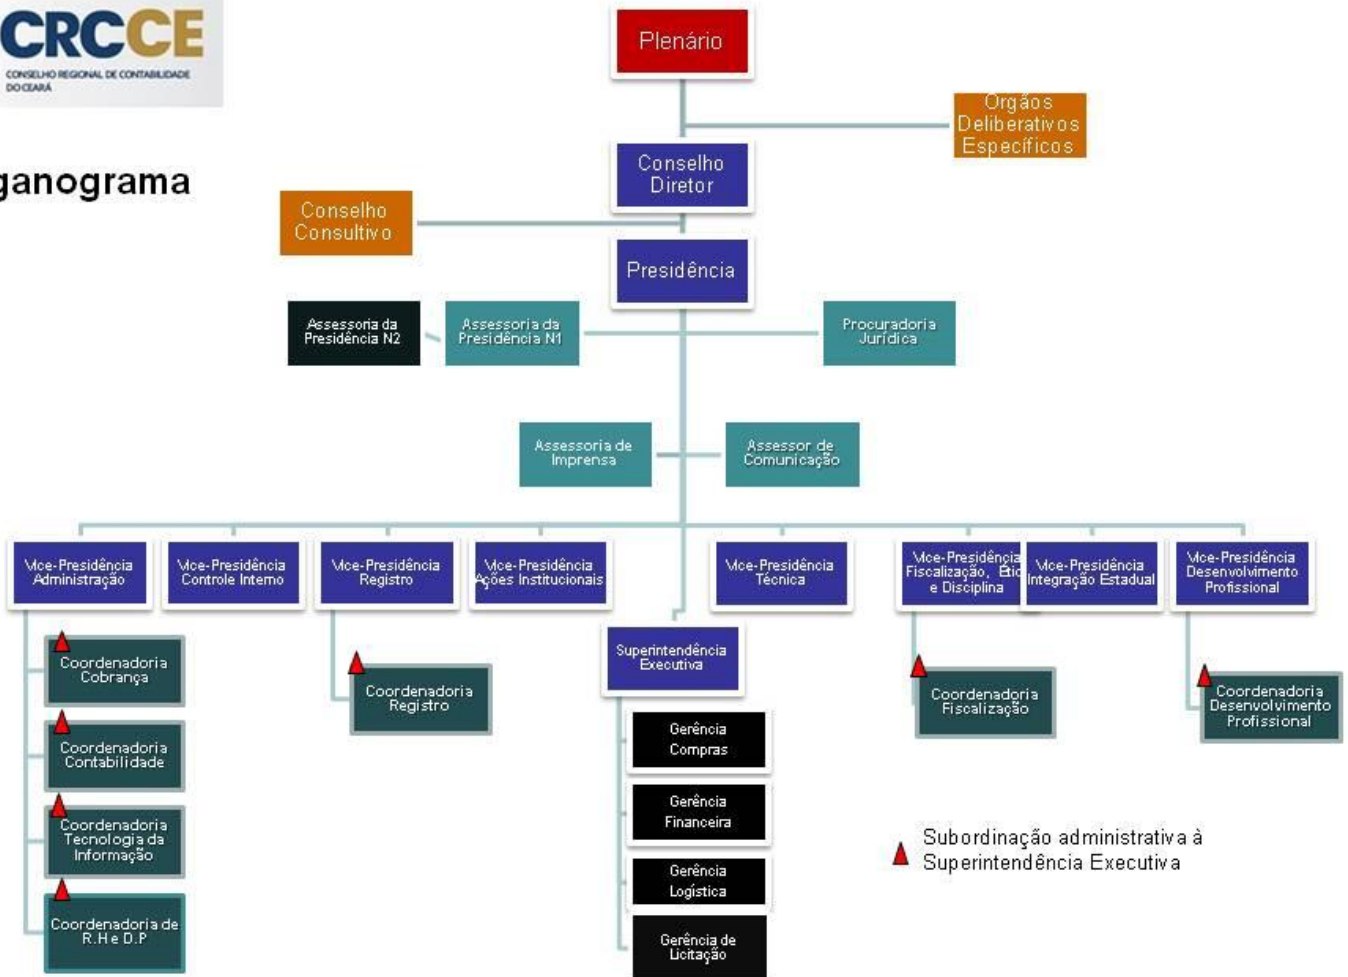 CRCCE
CONSELHO REGIONAL DE CONTABILIDADE
DO CEARÁ
ganograma
Plenário
Orgãos
Deliberativos
Específicos
Conselho
Diretor
Conselho
Consultivo
Presidência
Assessoria da
Presidência N2
Assessoria da
Presidência N1
Procuradoria
Jurídica
Assessoria de
Imprensa
Assessor de
Comunicação
Vice-Presidência
Administração
Vice-Presidência
Controle Interno
Vice-Presidência
Registro
Vice-Presidência
Ações Institucionais
Vice-Presidência
Técnica
Vice-Presidência
Fiscalização, Étic
e Disciplina
Vice-Presidência
Integração Estadual
Vice-Presidência
Desenvolvimento
Profissional
Coordenadoria
Cobrança
Coordenadoria
Contabilidade
Coordenadoria
Tecnologia da
Informação
Coordenadoria de
R.H e D.P
Coordenadoria
Registro
Superintendência
Executiva
Gerência
Compras
Gerência
Financeira
Gerência
Logística
Gerência de
Licitação
Coordenadoria
Fiscalização
Coordenadoria
Desenvolvimento
Profissional
Subordinação administrativa à
Superintendência Executiva